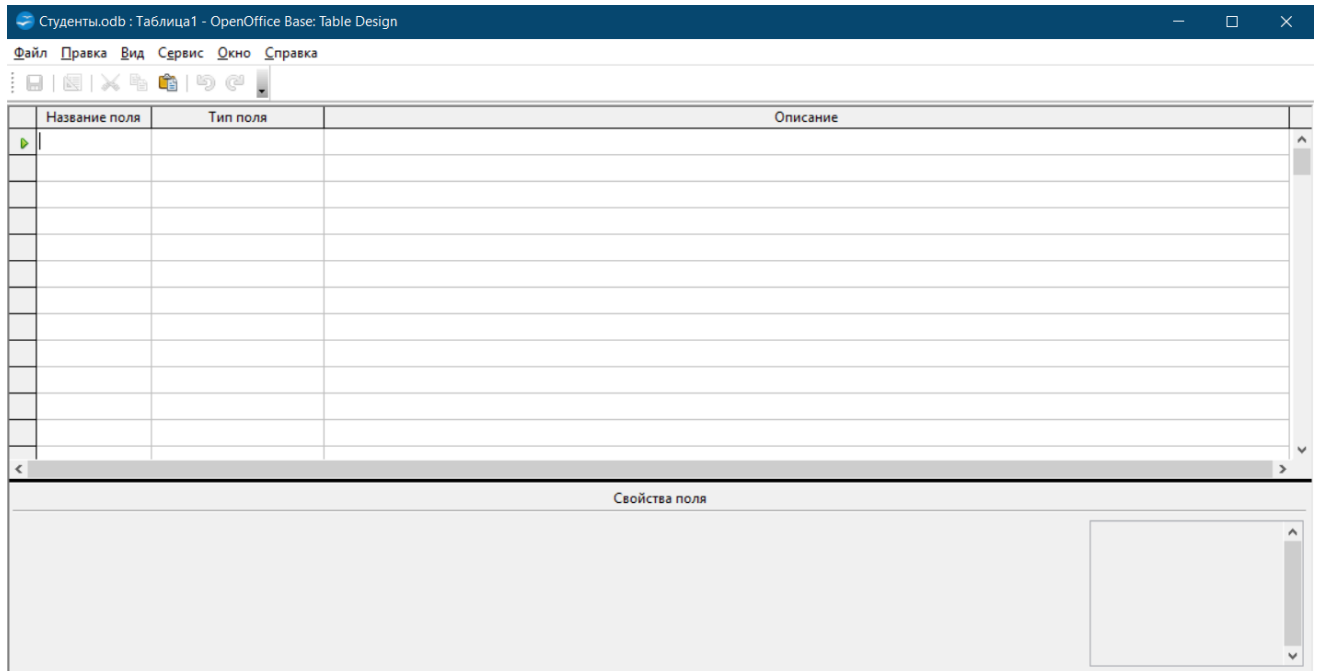 Студенты.odb : Таблица1 - OpenOffice Base: Table Design
Файл Правка Вид Сервис Окно Справка
Название поля Тип поля Описание
Свойства поля